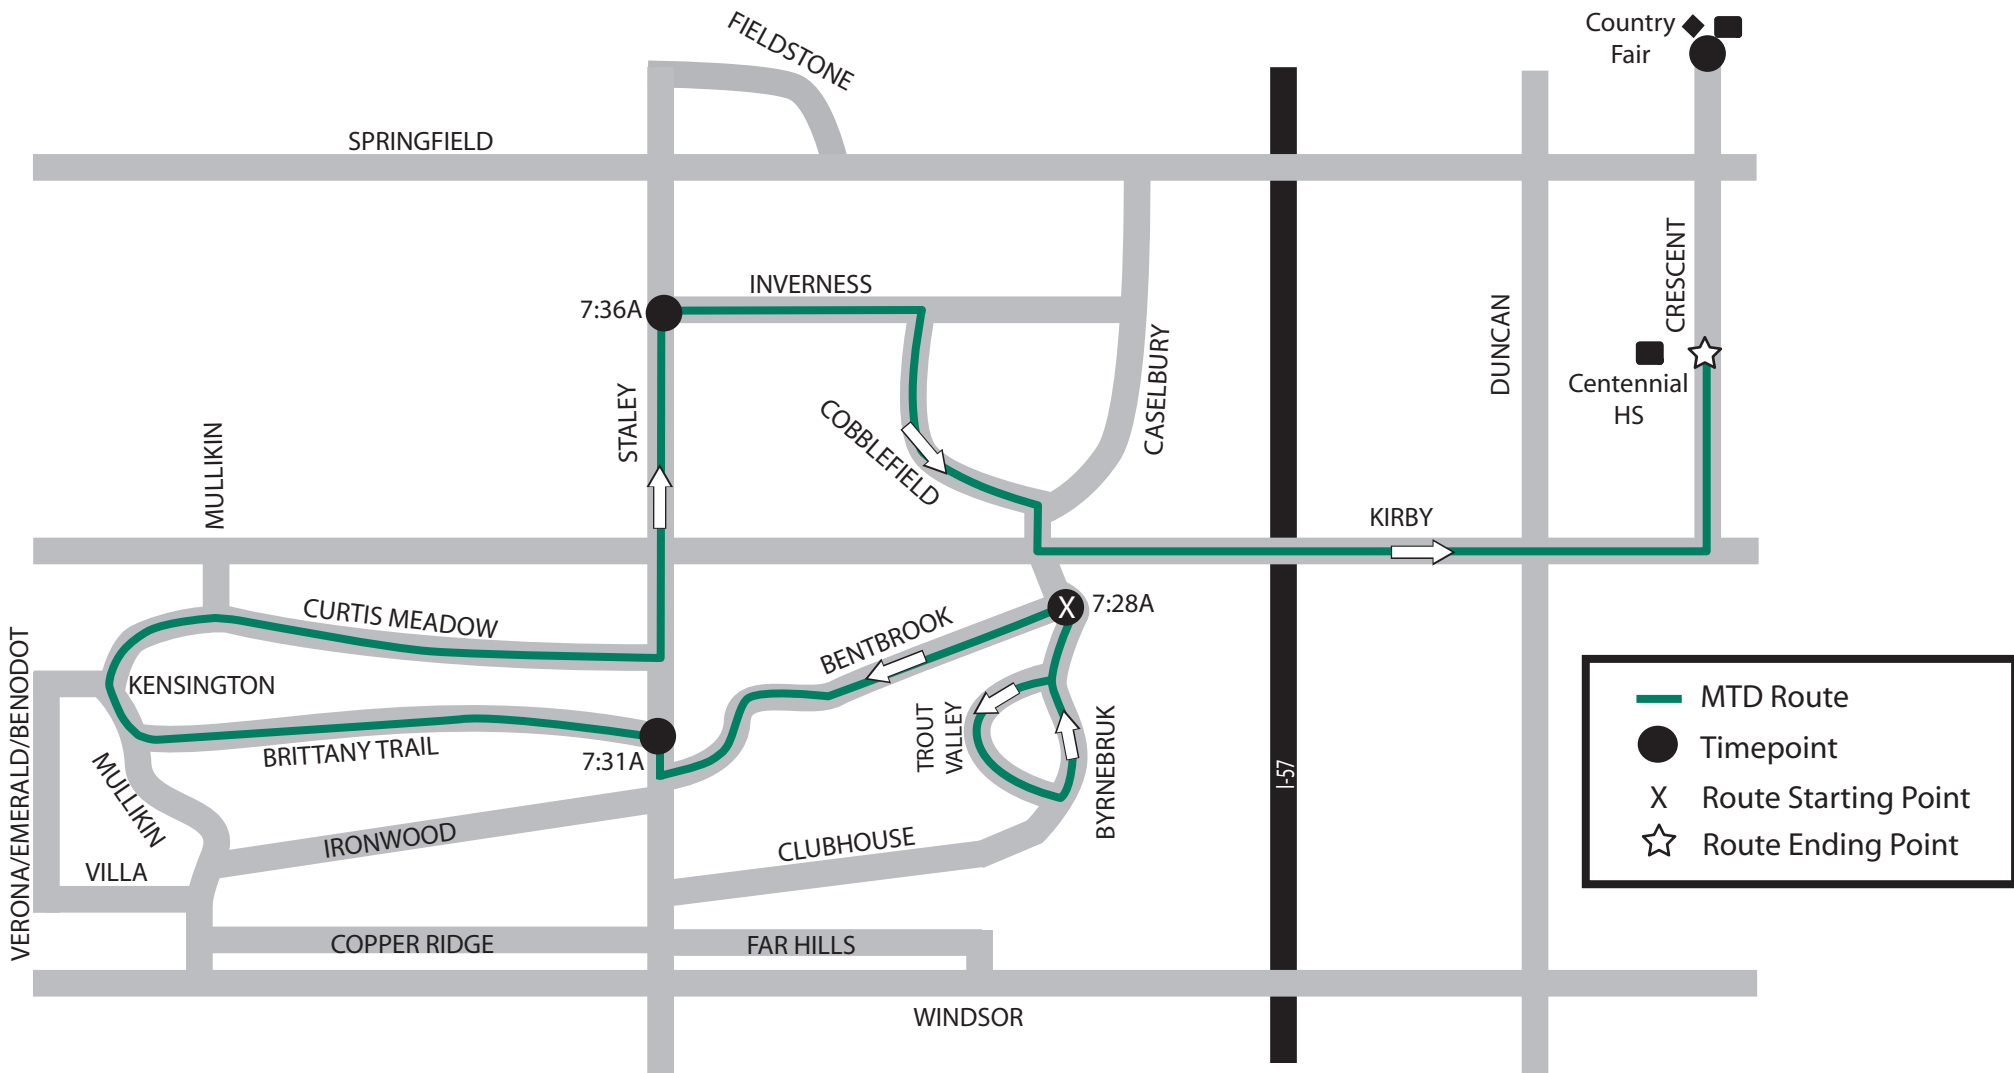 Country
Fair
FIELDSTONE
SPRINGFIELD
INVERNESS
7:36A
CRESCENT
DUNCAN
CASELBURY
STALEY
Centennial
HS
COBBLEFIELD
MULLIKIN
KIRBY
CURTIS MEADOW
BENTBROOK
X
7:28A
VERONA/EMERALD/BENODOT
KENSINGTON
BRITTANY TRAIL
7:31A
TROUT
VALLEY
BYRNEBRUK
I-57
MULLIKIN
IRONWOOD
CLUBHOUSE
VILLA
COPPER RIDGE
FAR HILLS
WINDSOR
MTD Route
Timepoint
X Route Starting Point
Route Ending Point